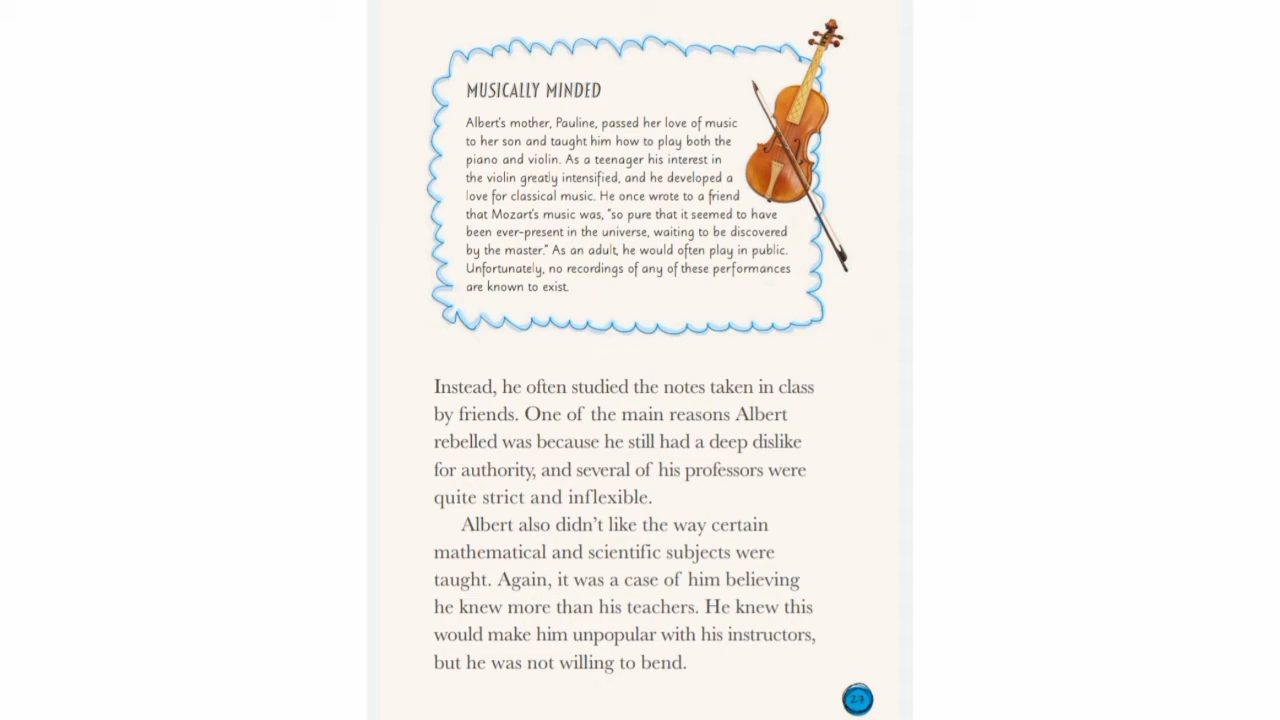 MUSICALLY MINDED
Albert's mother, Pauline, passed her love of music
to her son and taught him how to play both the
piano and violin. As a teenager his interest in
the violin greatly intensified, and he developed a
love for classical music. He once wrote to a friend
that Mozart's music was, "so pure that it seemed to have
been ever-present in the universe, waiting to be discovered
by the master." As an adult, he would often play in public.
Unfortunately, no recordings of any of these performances
are known to exist.
Instead, he often studied the notes taken in class
by friends. One of the main reasons Albert
rebelled was because he still had a deep dislike
for authority, and several of his professors were
quite strict and inflexible.
Albert also didn't like the way certain
mathematical and scientific subjects were
taught. Again, it was a case of him believing
he knew more than his teachers. He knew this
would make him unpopular with his instructors,
but he was not willing to bend.
27